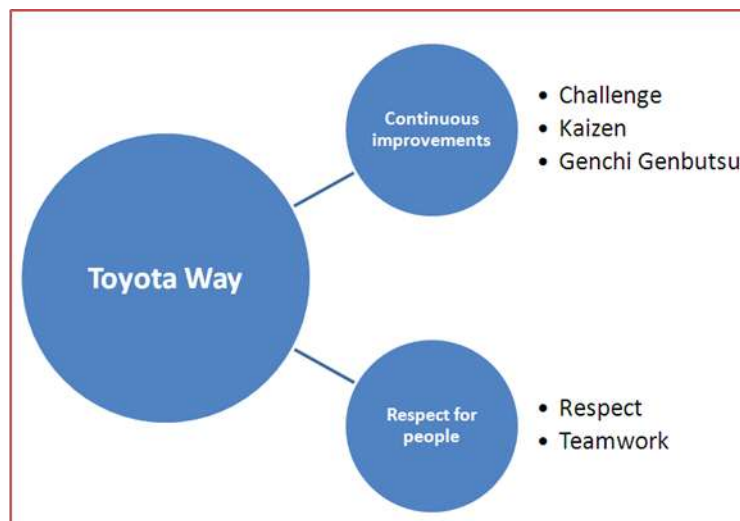 Toyota Way
Continuous
improvements
• Challenge
• Kaizen
• Genchi Genbutsu
Respect for
people
• Respect
• Teamwork